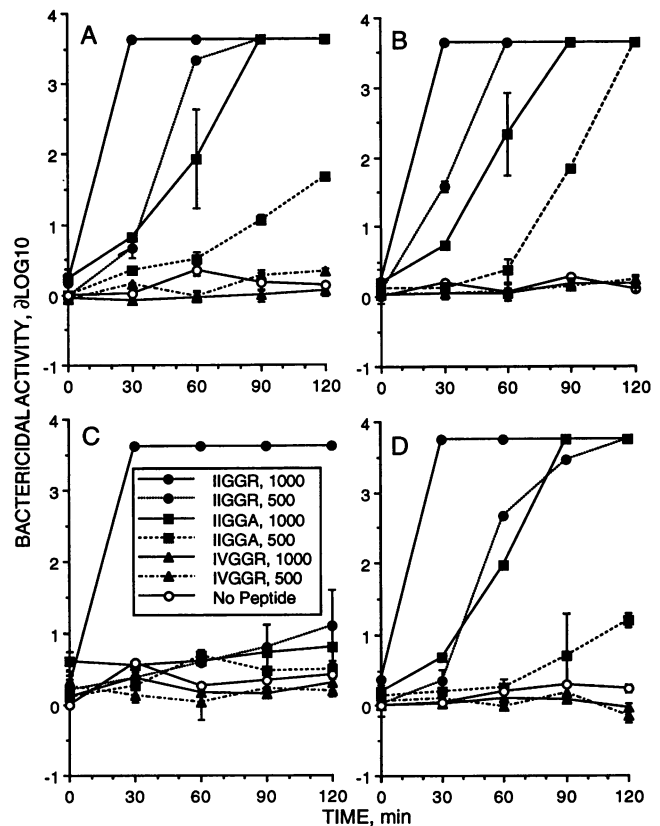 BACTERICIDAL ACTIVITY, ∂LOG10
A
4
3
2
1
0
-1
0 30 60 90 120
B
4
3
2
1
0
-1
0 30 60 90 120
C
4
3
2
1
0
-1
0 30 60 90 120
IIGGR, 1000
IIGGR, 500
IIGGA, 1000
IIGGA, 500
IVGGR, 1000
IVGGR, 500
No Peptide
D
4
3
2
1
0
-1
0 30 60 90 120
TIME, min